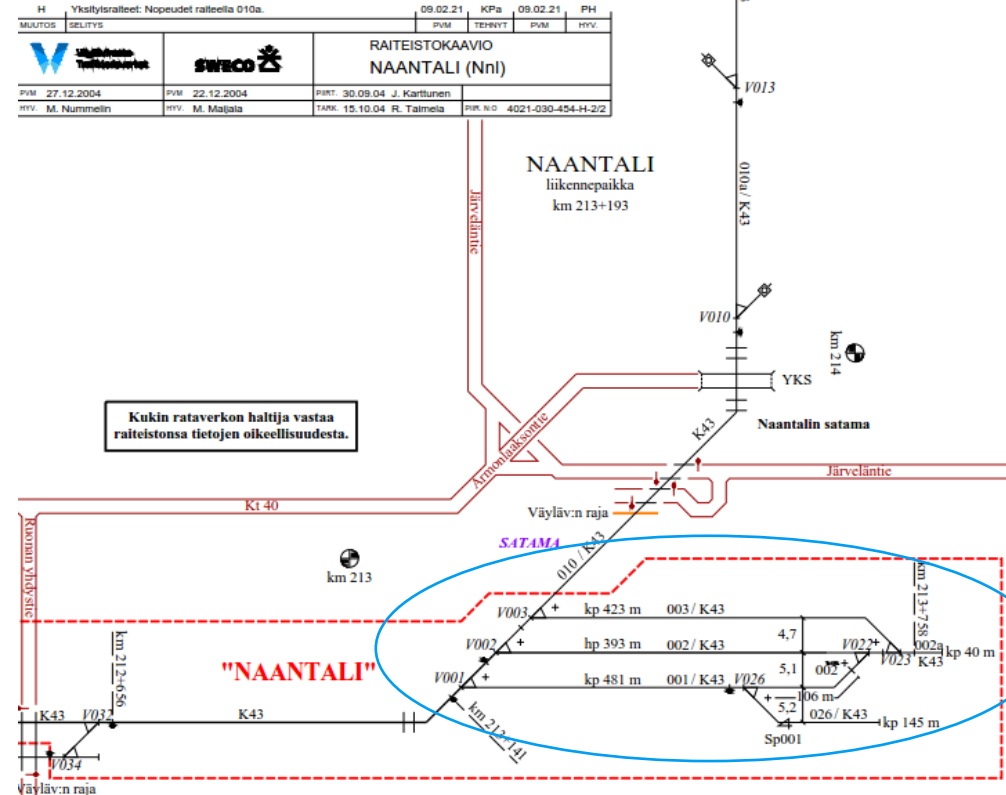 H Yksityisraiteet: Nopeudet raiteella 010a. 09.02.21 KPa 09.02.21 PH
MUUTOS SELITYS PVM TEHNYT PVM HYV.
SWECO
RAITEISTOKAAVIO
NAANTALI (Nnl)
PVM 27.12.2004 PVM 22.12.2004 PIIRT. 30.09.04 J. Karttunen
HYV. M. Nummelin HYV. M. Maijala TARK. 15.10.04 R. Taimela PIIR. N:O 4021-030-454-H-2/2
V013
NAANTALI
liikennepaikka
km 213+193
010a / K43
Järveläntie
V010
km 214
YKS
Kukin rataverkon haltija vastaa
raiteistonsa tietojen oikeellisuudesta.
K43
Naantalin satama
Armonlaaksontie
Järveläntie
Kt 40
Väyläv:n raja
Ruonan yhdystie
SATAMA
010 / K43
km 213
V003 kp 423 m 003 / K43
km 213+758
4,7
V002 hp 393 m 002 / K43
V022
V023
002a
K43
kp 40 m
"NAANTALI"
5,1
002
V001 kp 481 m 001 / K43 V026
106 m
5,2
km 212+656
K43 V032 K43
km 213+141
026 / K43 kp 145 m
Sp001
V034
Väyläv:n raja